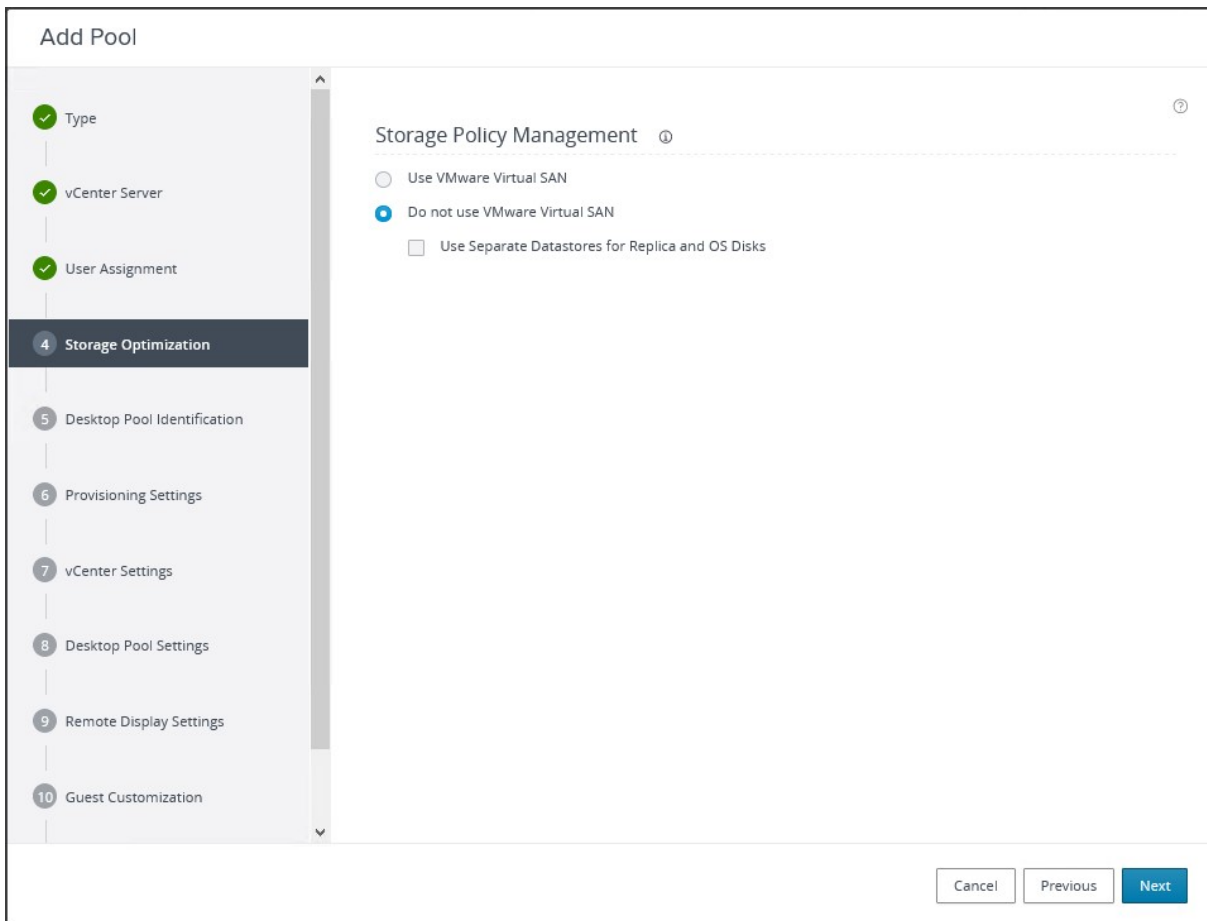 Add Pool
Type
vCenter Server
User Assignment
4 Storage Optimization
5 Desktop Pool Identification
6 Provisioning Settings
7 vCenter Settings
8 Desktop Pool Settings
9 Remote Display Settings
10 Guest Customization
Storage Policy Management
Use VMware Virtual SAN
Do not use VMware Virtual SAN
Use Separate Datastores for Replica and OS Disks
Cancel Previous Next